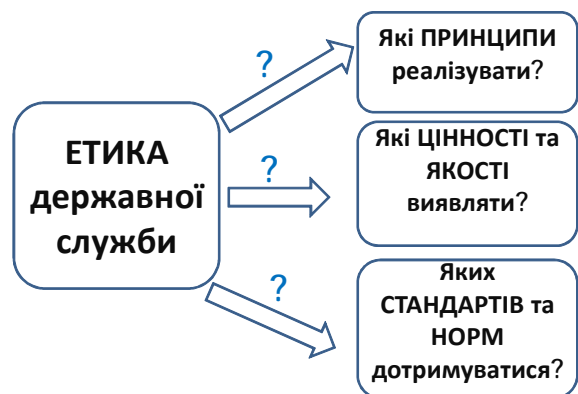 ЕТИКА
державної
служби
?
Які ПРИНЦИПИ
реалізувати?
?
Які ЦІННОСТІ та
ЯКОСТІ
виявляти?
?
Яких
СТАНДАРТІВ та
НОРМ
дотримуватися?